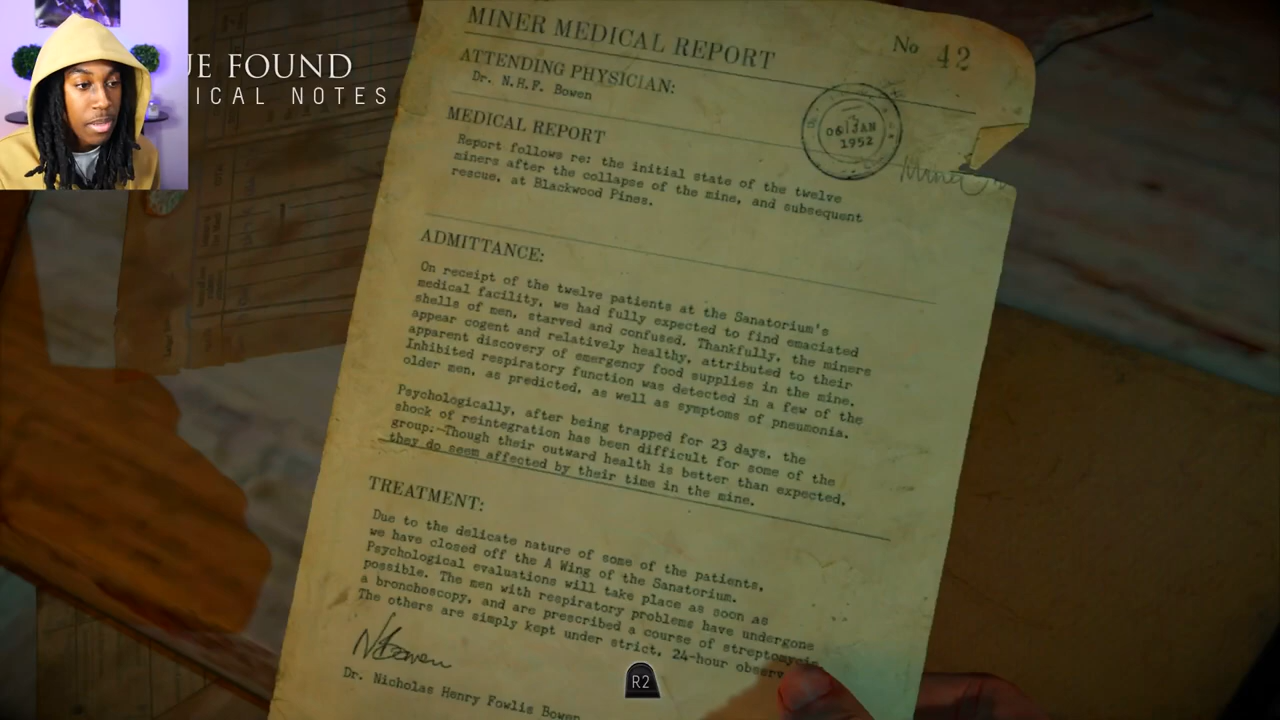 UE FOUND
ICAL NOTES
MINER MEDICAL REPORT
No 42
ATTENDING PHYSICIAN:
Dr. N.H.F. Bowen
06 JAN
1952
Miner
MEDICAL REPORT
Report follows re: the initial state of the twelve
miners after the collapse of the mine, and subsequent
rescue, at Blackwood Pines.
ADMITTANCE:
On receipt of the twelve patients at the Sanatorium's
medical facility, we had fully expected to find emaciated
shells of men, starved and confused. Thankfully, the miners
appear cogent and relatively healthy, attributed to their
apparent discovery of emergency food supplies in the mine.
Inhibited respiratory function was detected in a few of the
older men, as predicted, as well as symptoms of pneumonia.
Psychologically, after being trapped for 23 days, the
shock of reintegration has been difficult for some of the
group. Though their outward health is better than expected,
they do seem affected by their time in the mine.
TREATMENT:
Due to the delicate nature of some of the patients,
we have closed off the A Wing of the Sanatorium.
Psychological evaluations will take place as soon as
possible. The men with respiratory problems have undergone
a bronchoscopy, and are prescribed a course of streptomycin.
The others are simply kept under strict, 24-hour observ
NBowen
Dr. Nicholas Henry Fowlis Bowen
R2